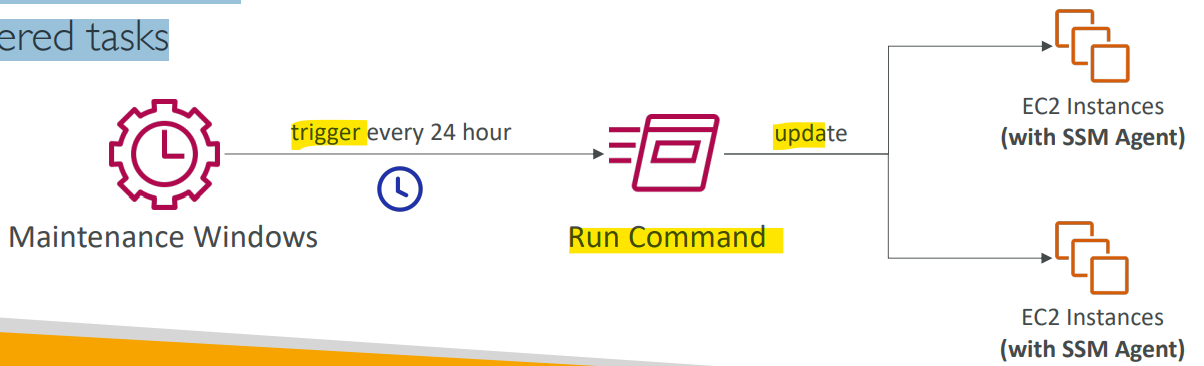 tasks
trigger every 24 hour
update
Maintenance Windows
Run Command
EC2 Instances
(with SSM Agent)
EC2 Instances
(with SSM Agent)